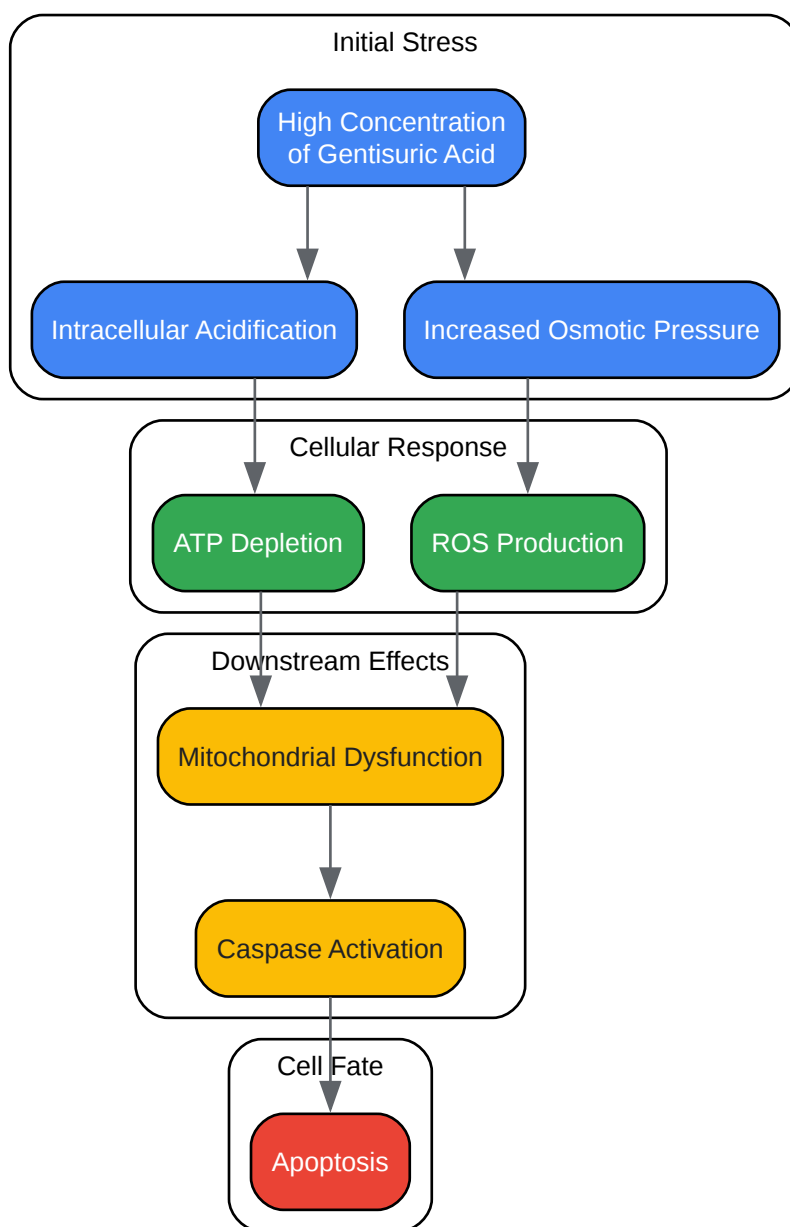 Initial Stress
High Concentration
of Gentisuric Acid
Intracellular Acidification
Increased Osmotic Pressure
Cellular Response
ATP Depletion
ROS Production
Downstream Effects
Mitochondrial Dysfunction
Caspase Activation
Cell Fate
Apoptosis